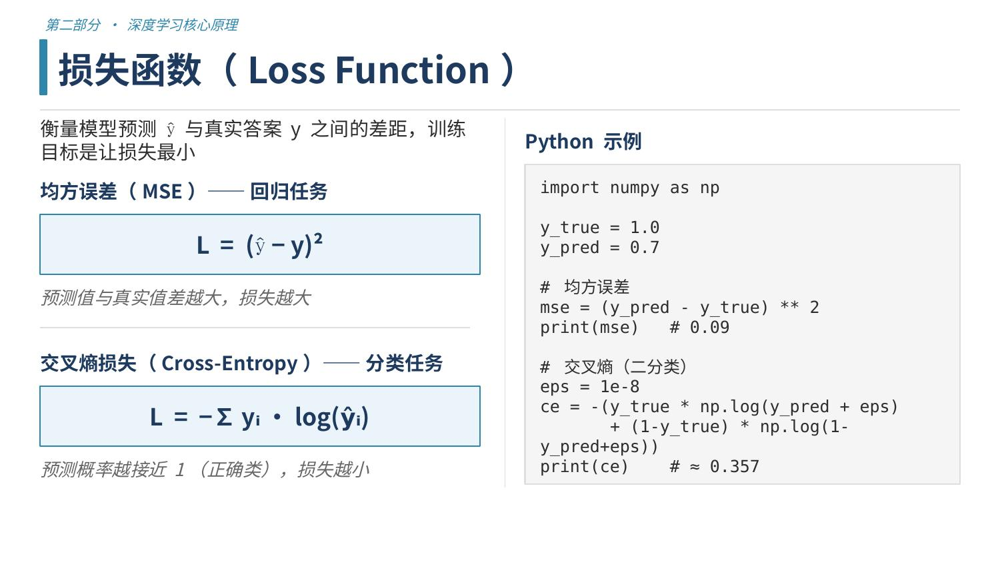 第二部分 · 深度学习核心原理
损失函数（Loss Function）
衡量模型预测 ŷ 与真实答案 y 之间的差距，训练
目标是让损失最小
均方误差（MSE）—— 回归任务
L = (ŷ − y)²
预测值与真实值差越大，损失越大
交叉熵损失（Cross-Entropy）—— 分类任务
L = −Σ yᵢ · log(ŷᵢ)
预测概率越接近 1（正确类），损失越小
Python 示例
import numpy as np
y_true = 1.0
y_pred = 0.7
# 均方误差
mse = (y_pred - y_true) ** 2
print(mse)   # 0.09
# 交叉熵（二分类）
eps = 1e-8
ce = -(y_true * np.log(y_pred + eps)
       + (1-y_true) * np.log(1-
y_pred+eps))
print(ce)    # ≈ 0.357